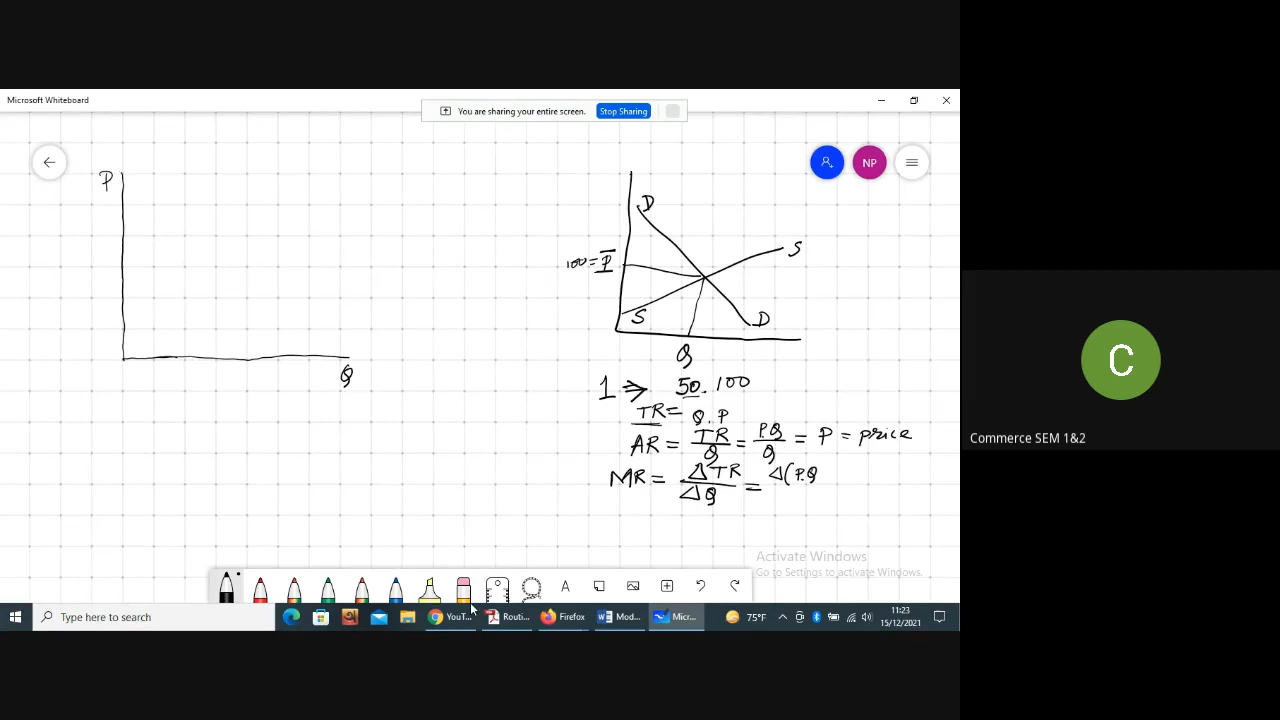 Microsoft Whiteboard
You are sharing your entire screen. Stop Sharing
NP
P
Q
D
S
100 = P̅
S
D
Q
1 ⇒ 50 . 100
TR = Q . P
AR = TR/Q = P.Q/Q = P = price
MR = ΔTR/ΔQ = Δ(P.Q
C
Commerce SEM 1&2
Activate Windows
Go to Settings to activate Windows.
A
Type here to search
YouT...
Routi...
Firefox
Mod...
Micr...
75°F
11:23
15/12/2021